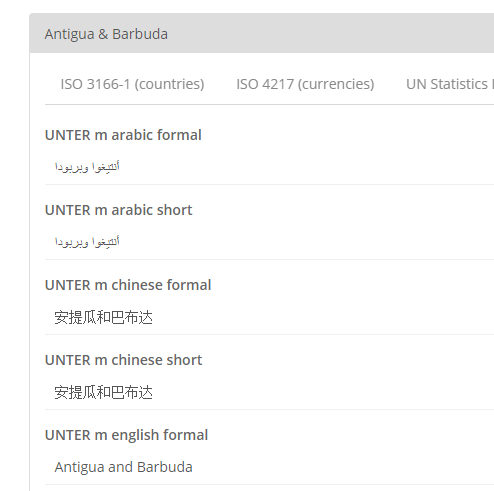 Antigua & Barbuda
ISO 3166-1 (countries) ISO 4217 (currencies) UN Statistics
UNTER m arabic formal
أنتيغوا وبربودا
UNTER m arabic short
أنتيغوا وبربودا
UNTER m chinese formal
安提瓜和巴布达
UNTER m chinese short
安提瓜和巴布达
UNTER m english formal
Antigua and Barbuda